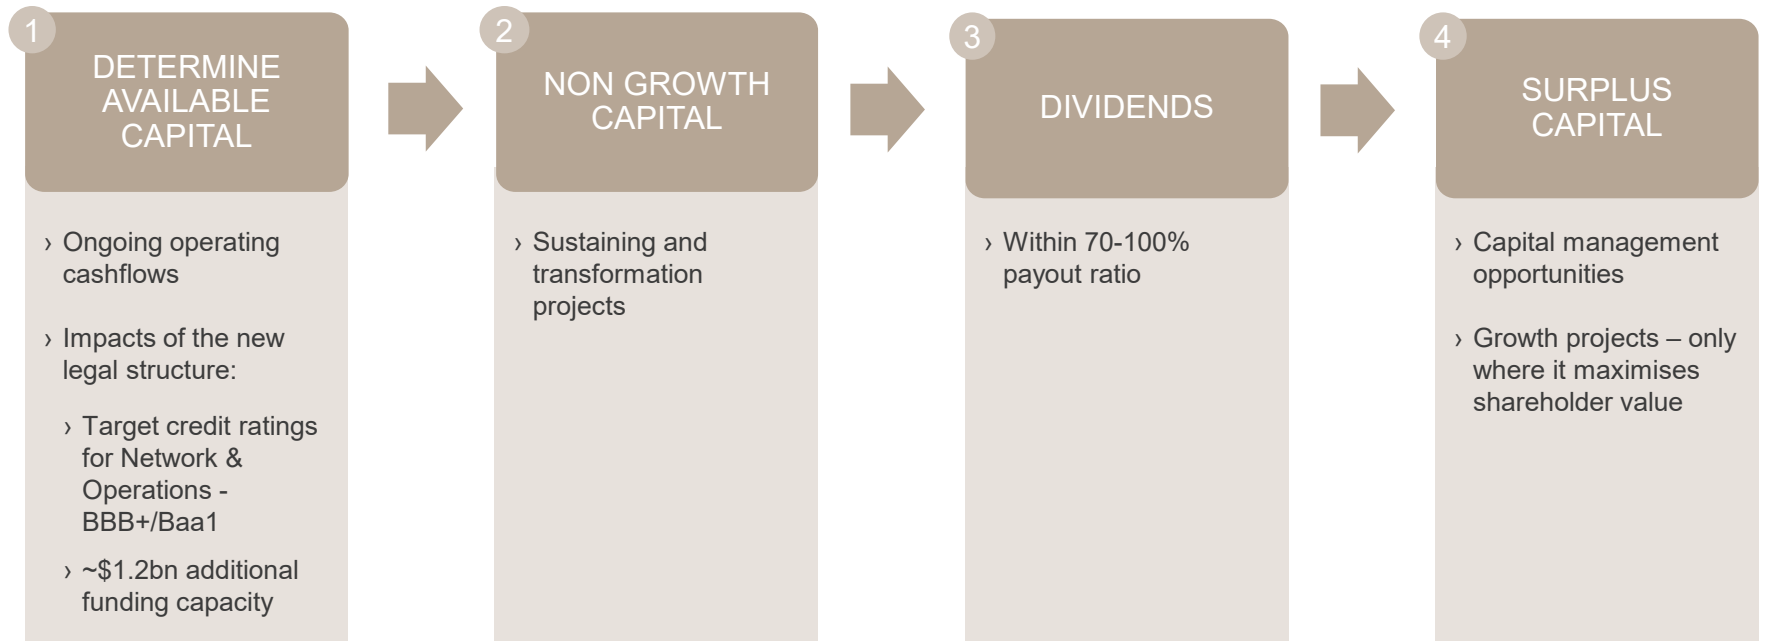 1
DETERMINE
AVAILABLE
CAPITAL
› Ongoing operating
cashflows
› Impacts of the new
legal structure:
› Target credit ratings
for Network &
Operations -
BBB+/Baa1
› ~$1.2bn additional
funding capacity
2
NON GROWTH
CAPITAL
› Sustaining and
transformation
projects
3
DIVIDENDS
› Within 70-100%
payout ratio
4
SURPLUS
CAPITAL
› Capital management
opportunities
› Growth projects – only
where it maximises
shareholder value